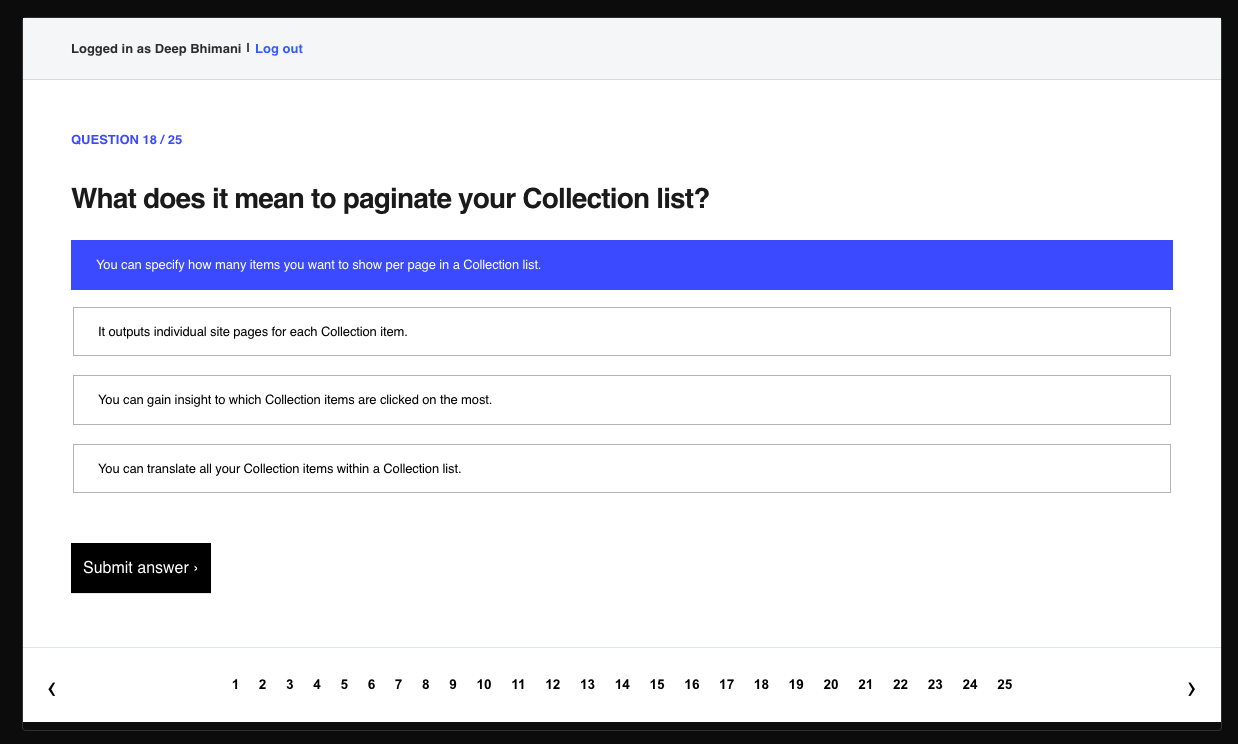 Logged in as Deep Bhimani | Log out
QUESTION 18 / 25
What does it mean to paginate your Collection list?
You can specify how many items you want to show per page in a Collection list.
It outputs individual site pages for each Collection item.
You can gain insight to which Collection items are clicked on the most.
You can translate all your Collection items within a Collection list.
Submit answer ›
❮ 1 2 3 4 5 6 7 8 9 10 11 12 13 14 15 16 17 18 19 20 21 22 23 24 25 ❯